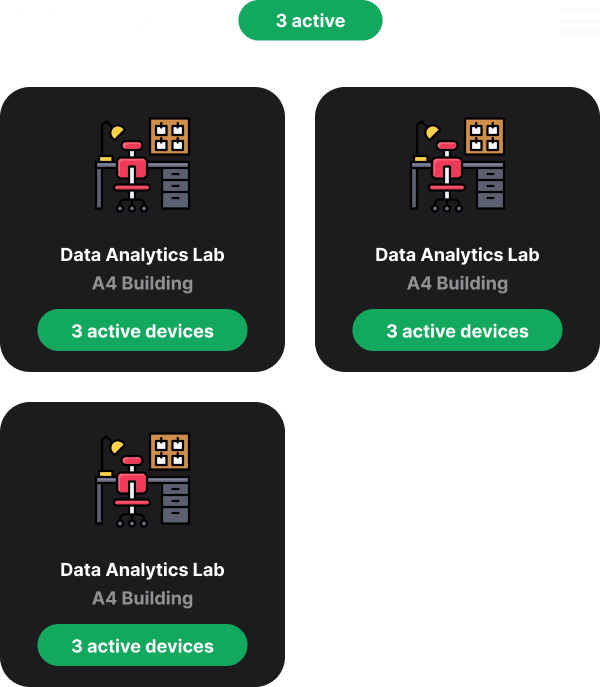 3 active
Data Analytics Lab
A4 Building
3 active devices
Data Analytics Lab
A4 Building
3 active devices
Data Analytics Lab
A4 Building
3 active devices